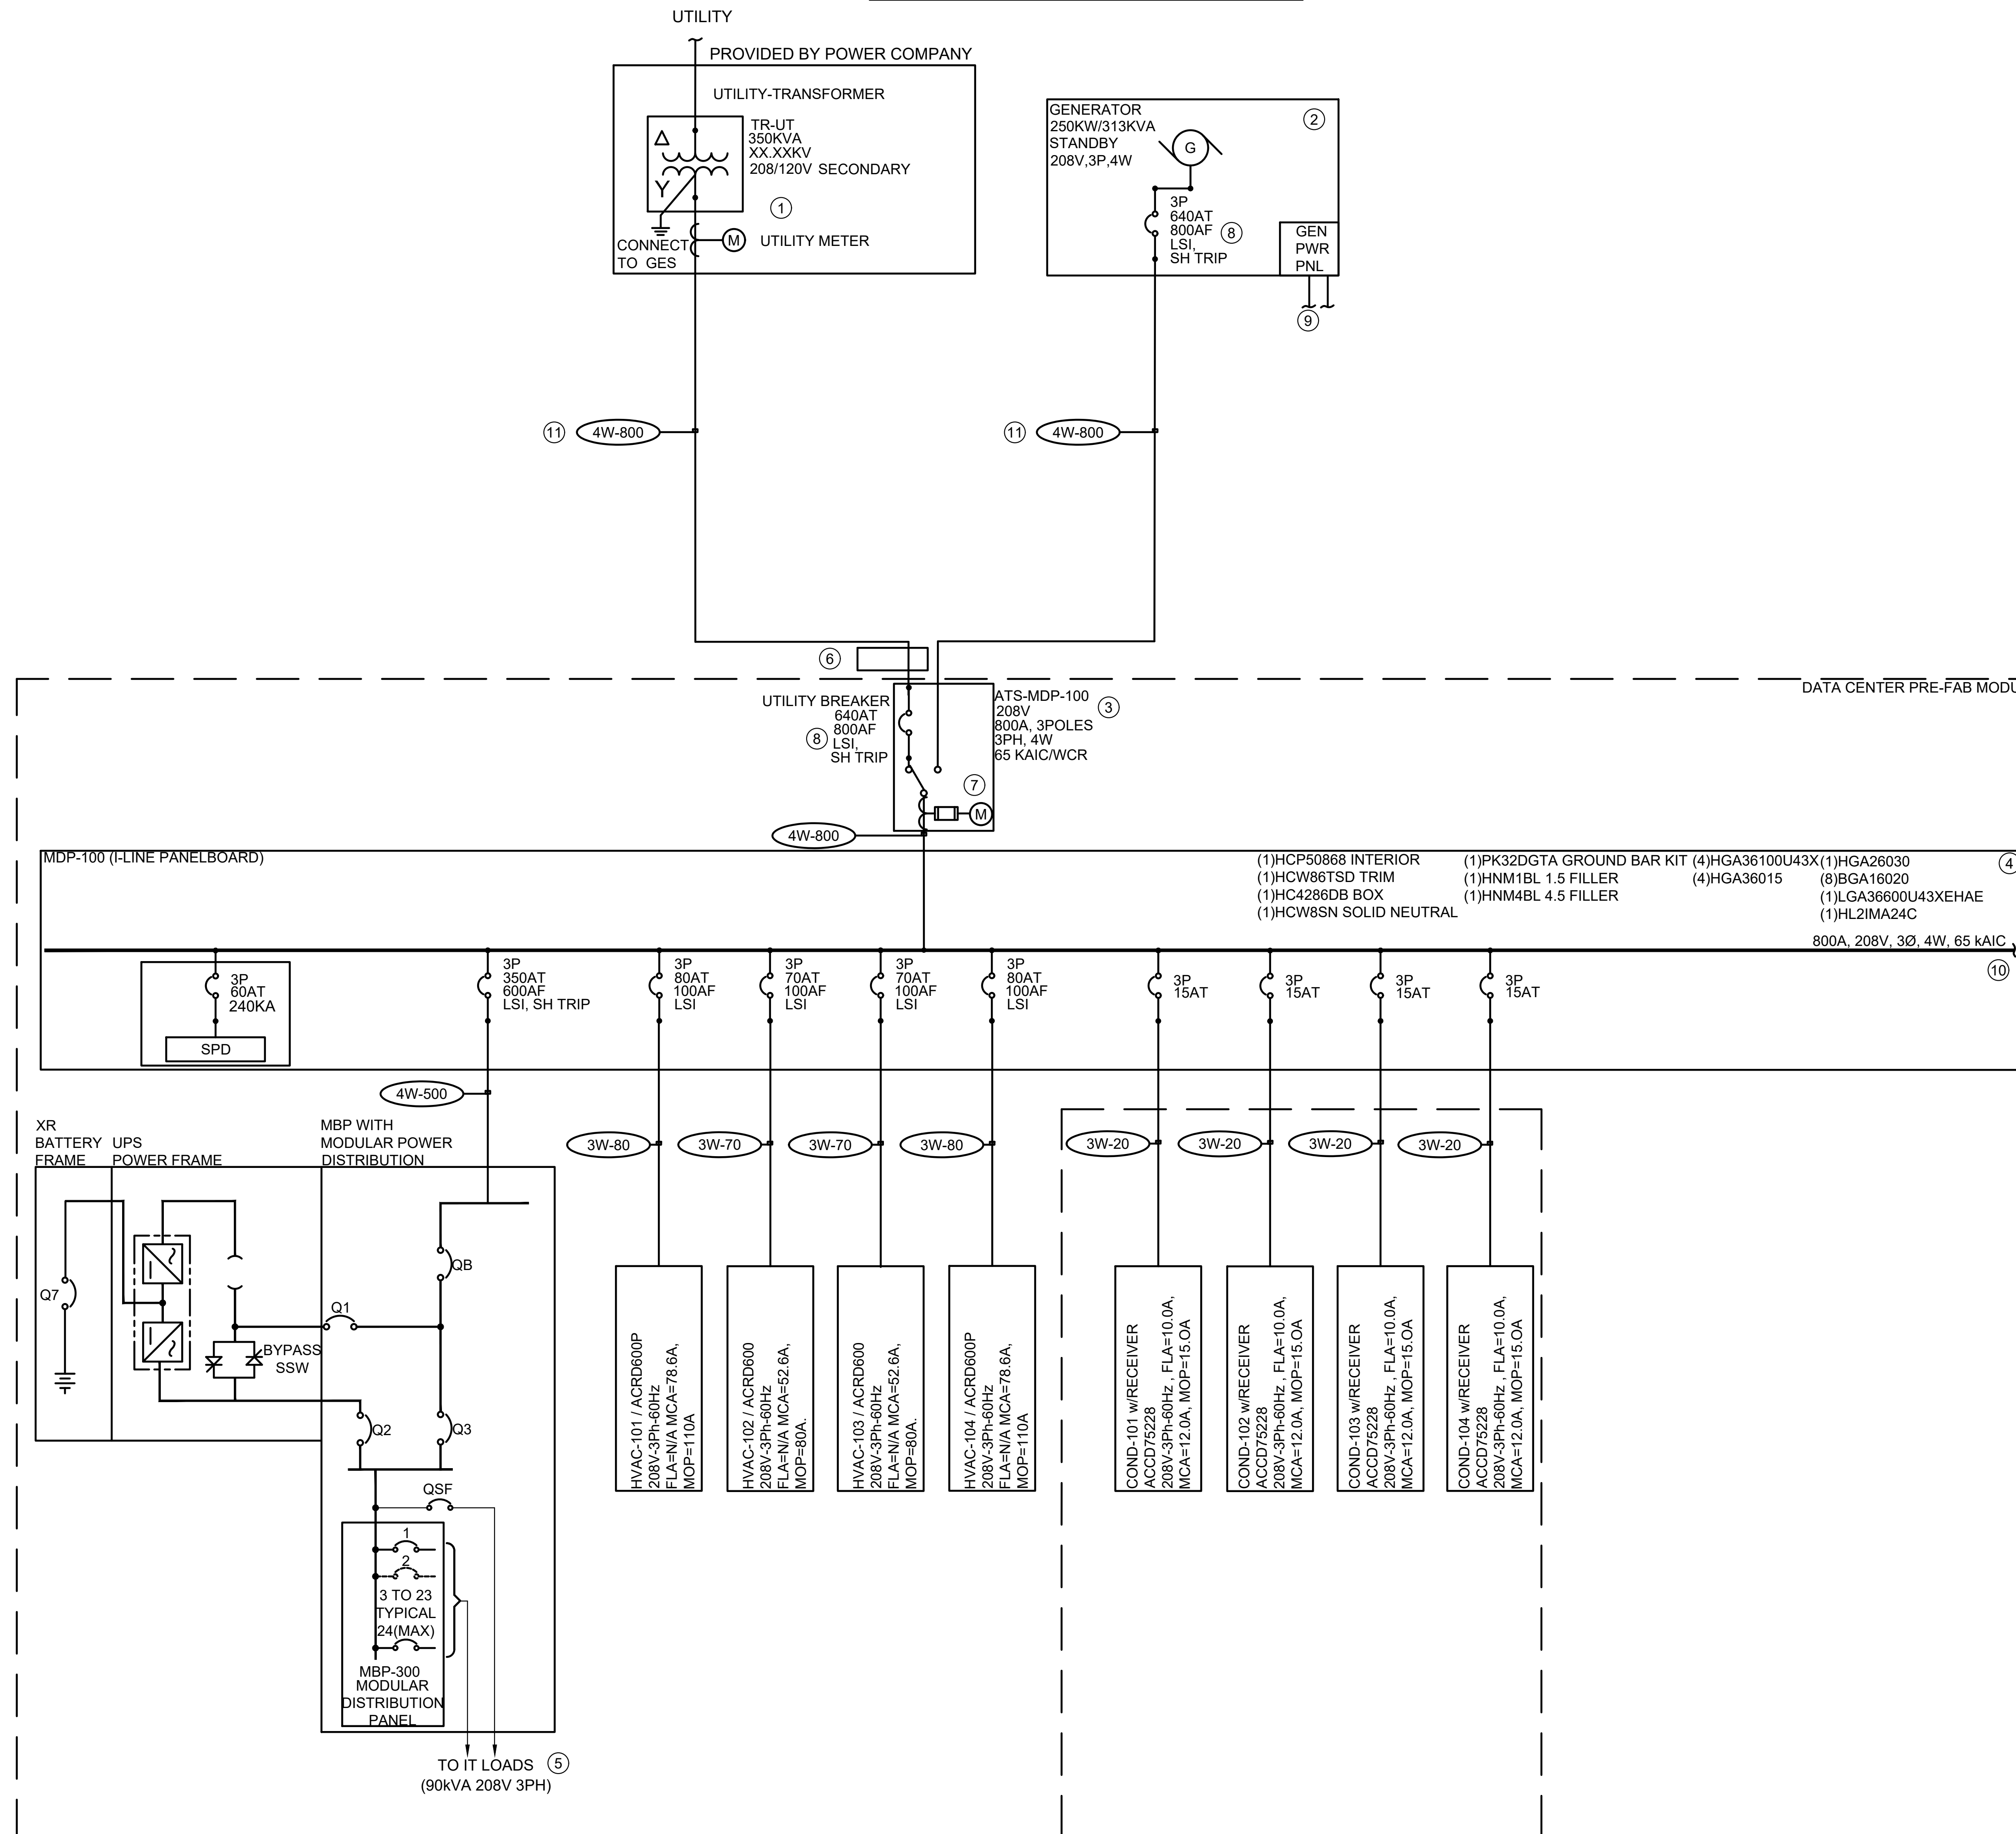 UTILITY
PROVIDED BY POWER COMPANY
UTILITY-TRANSFORMER
TR-UT
350KVA
XX.XXKV
208/120V SECONDARY
1
CONNECT
TO GES
M
UTILITY METER
GENERATOR
250KW/313KVA
STANDBY
208V,3P,4W
2
G
3P
640AT
800AF
LSI,
SH TRIP
8
GEN
PWR
PNL
9
11
4W-800
11
4W-800
6
DATA CENTER PRE-FAB MODU
UTILITY BREAKER
640AT
800AF
LSI,
SH TRIP
8
ATS-MDP-100
208V
800A, 3POLES
3PH, 4W
65 KAIC/WCR
3
7
M
4W-800
MDP-100 (I-LINE PANELBOARD)
(1)HCP50868 INTERIOR
(1)HCW86TSD TRIM
(1)HC4286DB BOX
(1)HCW8SN SOLID NEUTRAL
(1)PK32DGTA GROUND BAR KIT
(1)HNM1BL 1.5 FILLER
(1)HNM4BL 4.5 FILLER
(4)HGA36100U43X
(4)HGA36015
(1)HGA26030
(8)BGA16020
(1)LGA36600U43XEHAE
(1)HL2IMA24C
4
800A, 208V, 3Ø, 4W, 65 kAIC
10
3P
60AT
240KA
SPD
3P
350AT
600AF
LSI, SH TRIP
3P
80AT
100AF
LSI
3P
70AT
100AF
LSI
3P
70AT
100AF
LSI
3P
80AT
100AF
LSI
3P
15AT
3P
15AT
3P
15AT
3P
15AT
4W-500
3W-80
3W-70
3W-70
3W-80
3W-20
3W-20
3W-20
3W-20
XR
BATTERY
FRAME
UPS
POWER FRAME
MBP WITH
MODULAR POWER
DISTRIBUTION
Q7
Q1
QB
BYPASS
SSW
Q2
Q3
QSF
1
2
3 TO 23
TYPICAL
24(MAX)
MBP-300
MODULAR
DISTRIBUTION
PANEL
TO IT LOADS
(90kVA 208V 3PH)
5
HVAC-101 / ACRD600P
208V-3Ph-60Hz
FLA=N/A MCA=78.6A,
MOP=110A
HVAC-102 / ACRD600
208V-3Ph-60Hz
FLA=N/A MCA=52.6A,
MOP=80A.
HVAC-103 / ACRD600
208V-3Ph-60Hz
FLA=N/A MCA=52.6A,
MOP=80A.
HVAC-104 / ACRD600P
208V-3Ph-60Hz
FLA=N/A MCA=78.6A,
MOP=110A
COND-101 w/RECEIVER
ACCD75228
208V-3Ph-60Hz , FLA=10.0A,
MCA=12.0A, MOP=15.OA
COND-102 w/RECEIVER
ACCD75228
208V-3Ph-60Hz , FLA=10.0A,
MCA=12.0A, MOP=15.OA
COND-103 w/RECEIVER
ACCD75228
208V-3Ph-60Hz , FLA=10.0A,
MCA=12.0A, MOP=15.OA
COND-104 w/RECEIVER
ACCD75228
208V-3Ph-60Hz , FLA=10.0A,
MCA=12.0A, MOP=15.OA